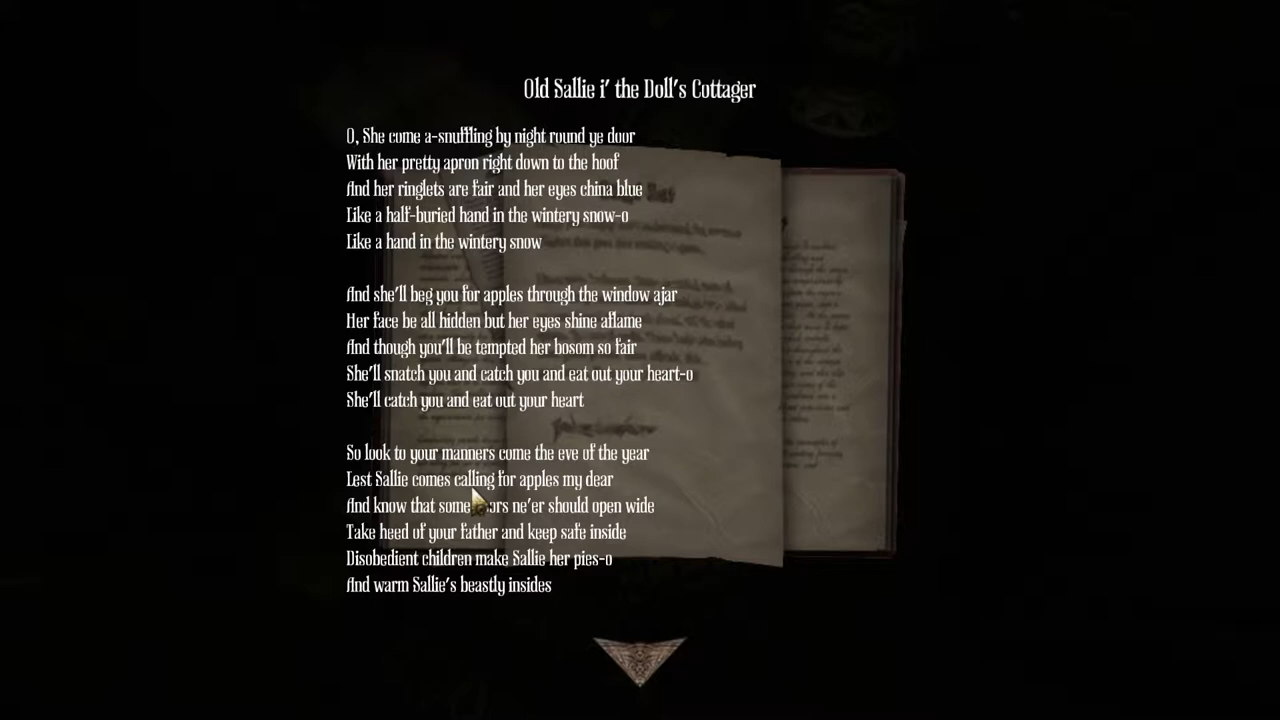 Old Sallie i' the Doll's Cottager
O, She come a-snuffling by night round ye door
With her pretty apron right down to the hoof
And her ringlets are fair and her eyes china blue
Like a half-buried hand in the wintery snow-o
Like a hand in the wintery snow
And she'll beg you for apples through the window ajar
Her face be all hidden but her eyes shine aflame
And though you'll be tempted her bosom so fair
She'll snatch you and catch you and eat out your heart-o
She'll catch you and eat out your heart
So look to your manners come the eve of the year
Lest Sallie comes calling for apples my dear
And know that some ne'er should open wide
Take heed of your father and keep safe inside
Disobedient children make Sallie her pies-o
And warm Sallie's beastly insides